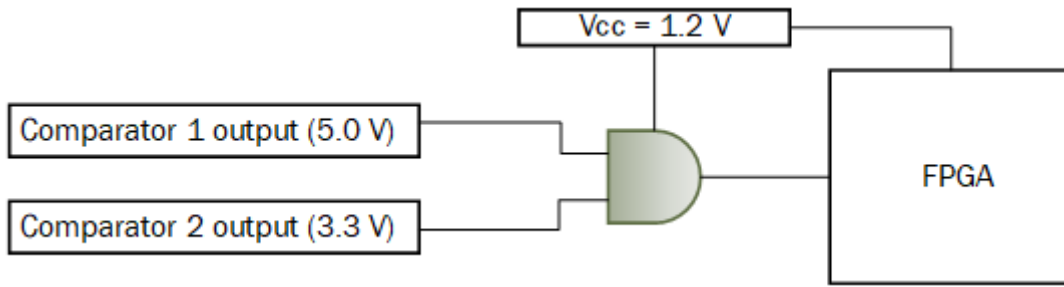 Vcc = 1.2 V
Comparator 1 output (5.0 V)
Comparator 2 output (3.3 V)
FPGA